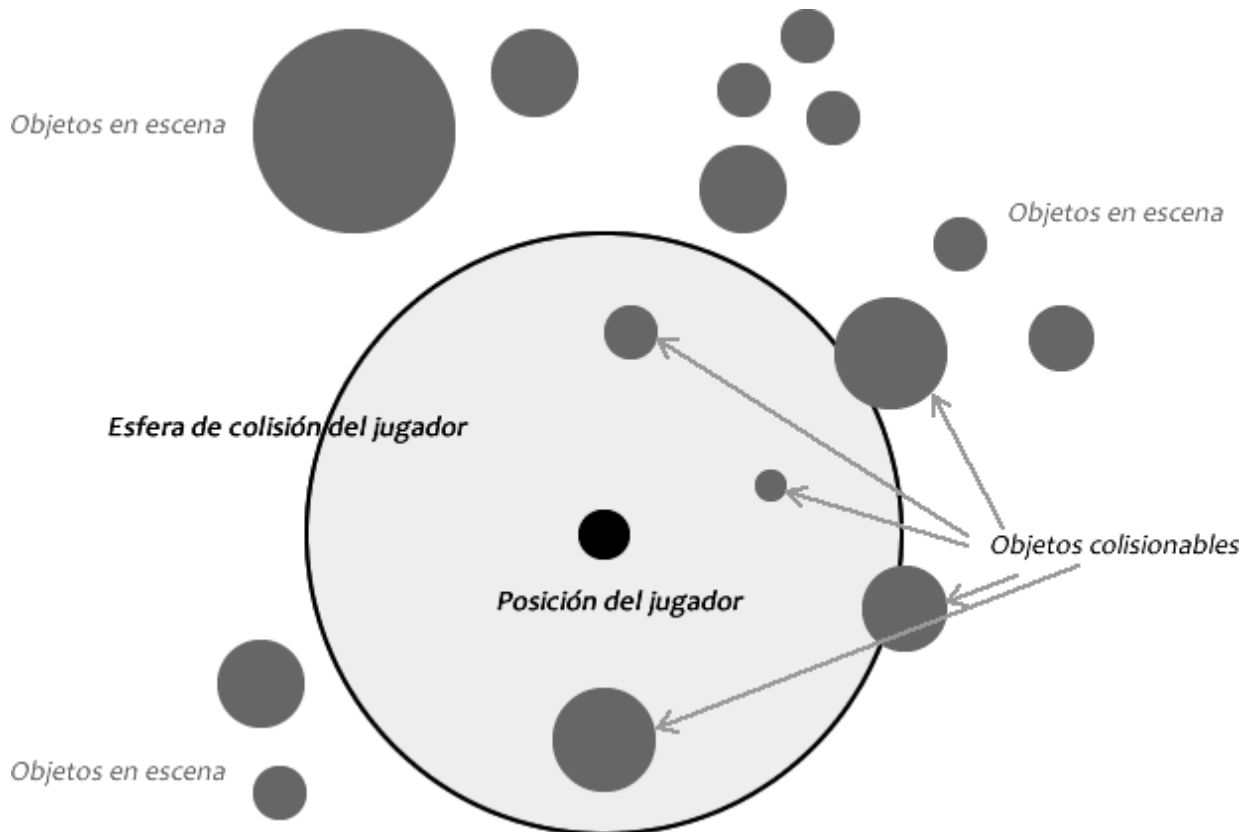 Objetos en escena
Objetos en escena
Esfera de colisión del jugador
Objetos colisionables
Posición del jugador
Objetos en escena